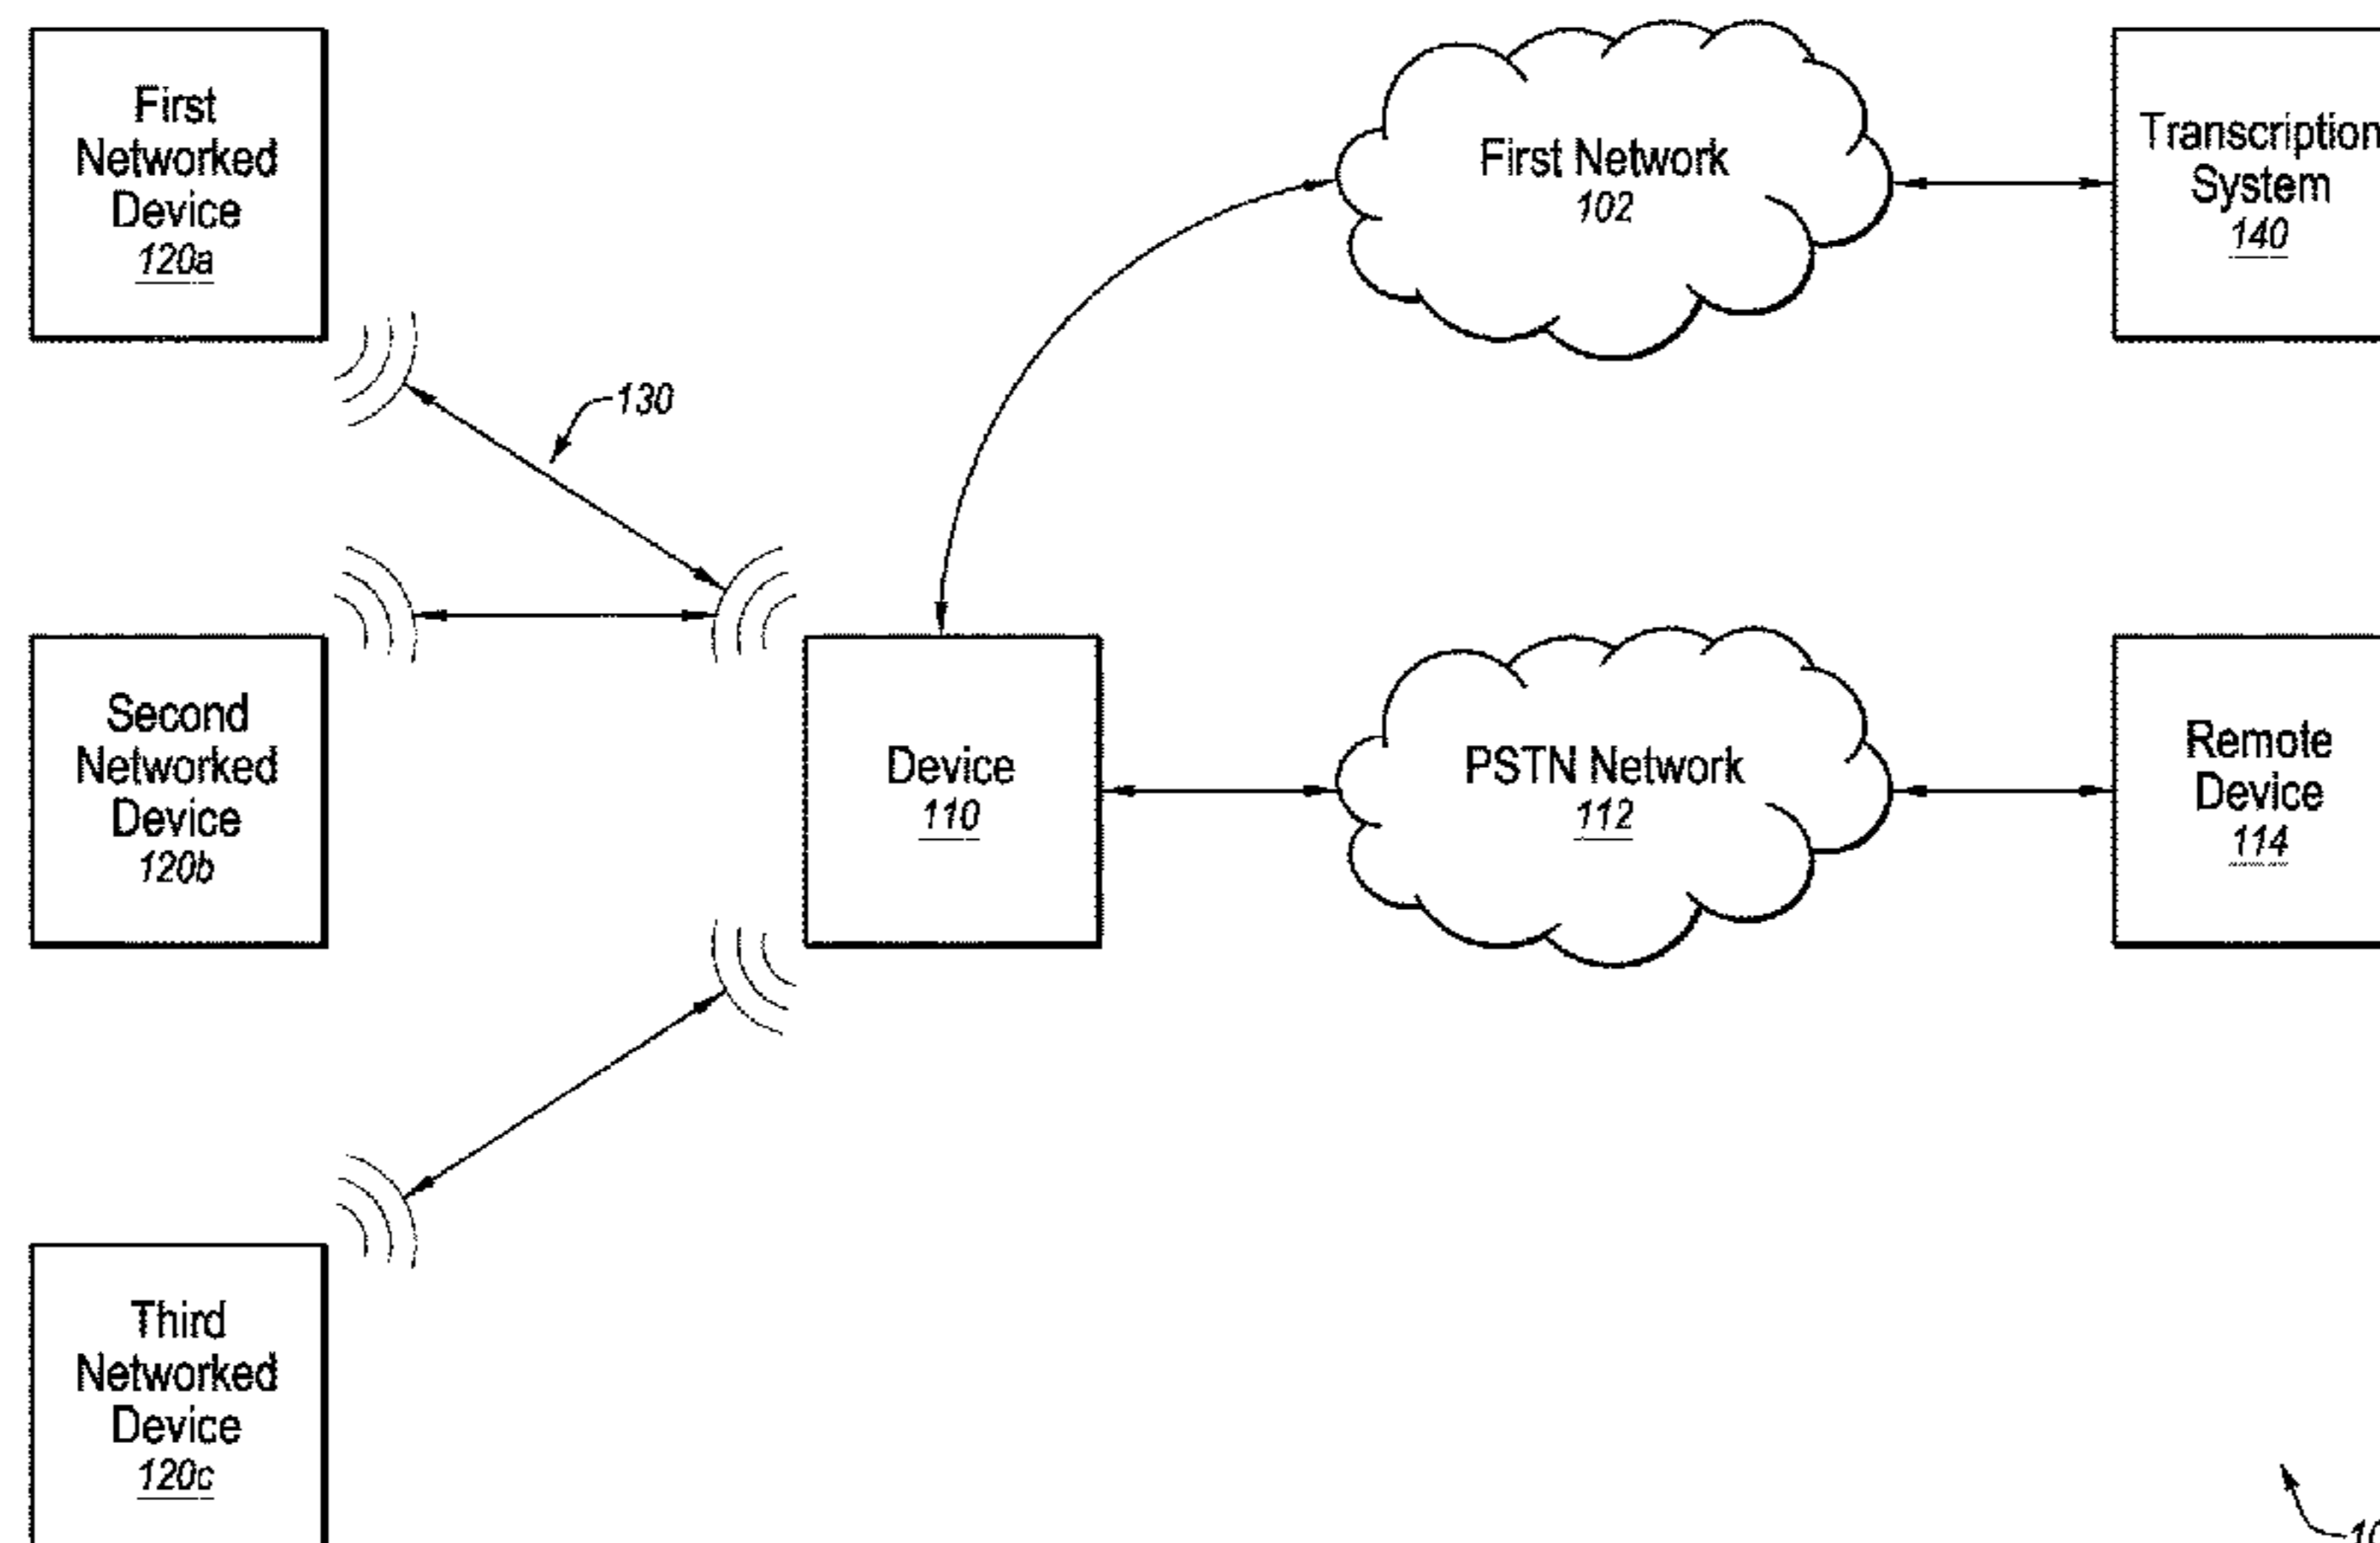 First
Networked
Device
120a
First Network
102
Transcription
System
140
130
Second
Networked
Device
120b
Device
110
PSTN Network
112
Remote
Device
114
Third
Networked
Device
120c